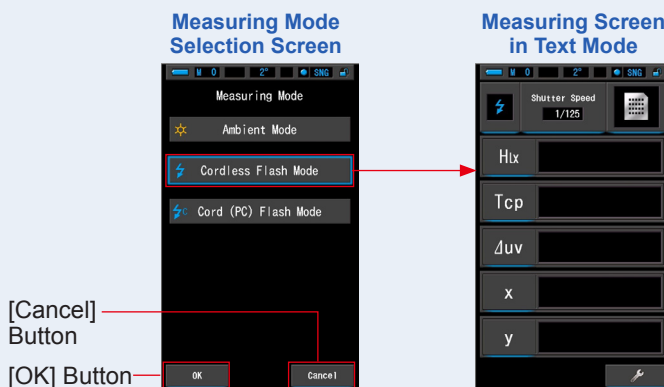 Measuring Mode
Selection Screen
M 0 2° SNG
Measuring Mode
Ambient Mode
Cordless Flash Mode
C Cord (PC) Flash Mode
OK
Cancel
[Cancel]
Button
[OK] Button
Measuring Screen
in Text Mode
M 0 2° SNG
Shutter Speed
1/125
Hlx
Tcp
⊿uv
x
y